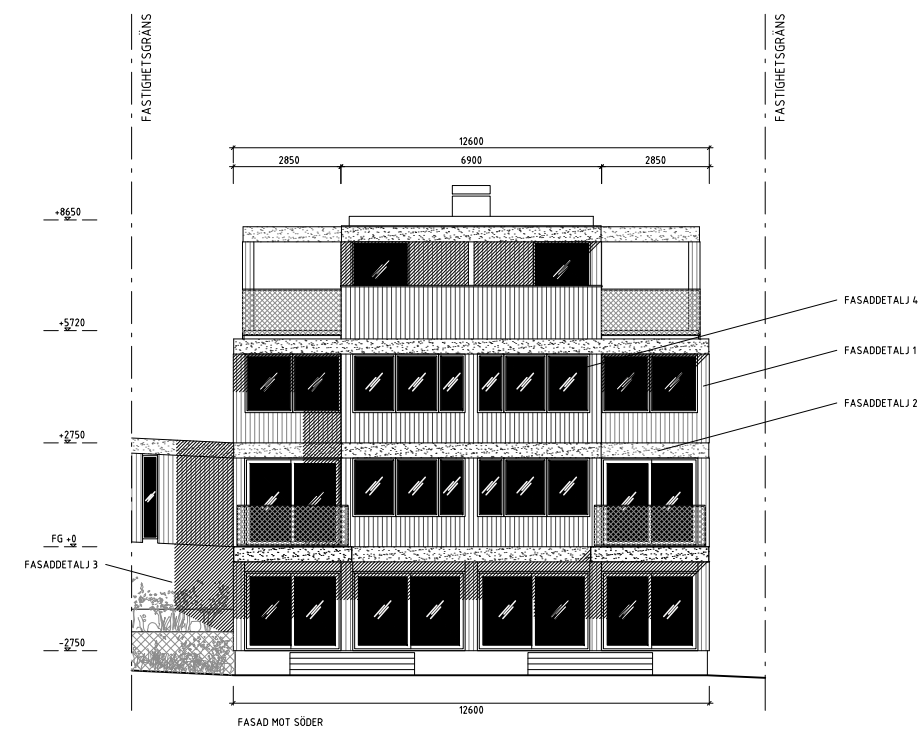 FASTIGHETSGRÄNS
FASTIGHETSGRÄNS
12600
2850
6900
2850
+8650
+5720
FASADDETALJ 4
FASADDETALJ 1
FASADDETALJ 2
+2750
FG +0
FASADDETALJ 3
-2750
12600
FASAD MOT SÖDER